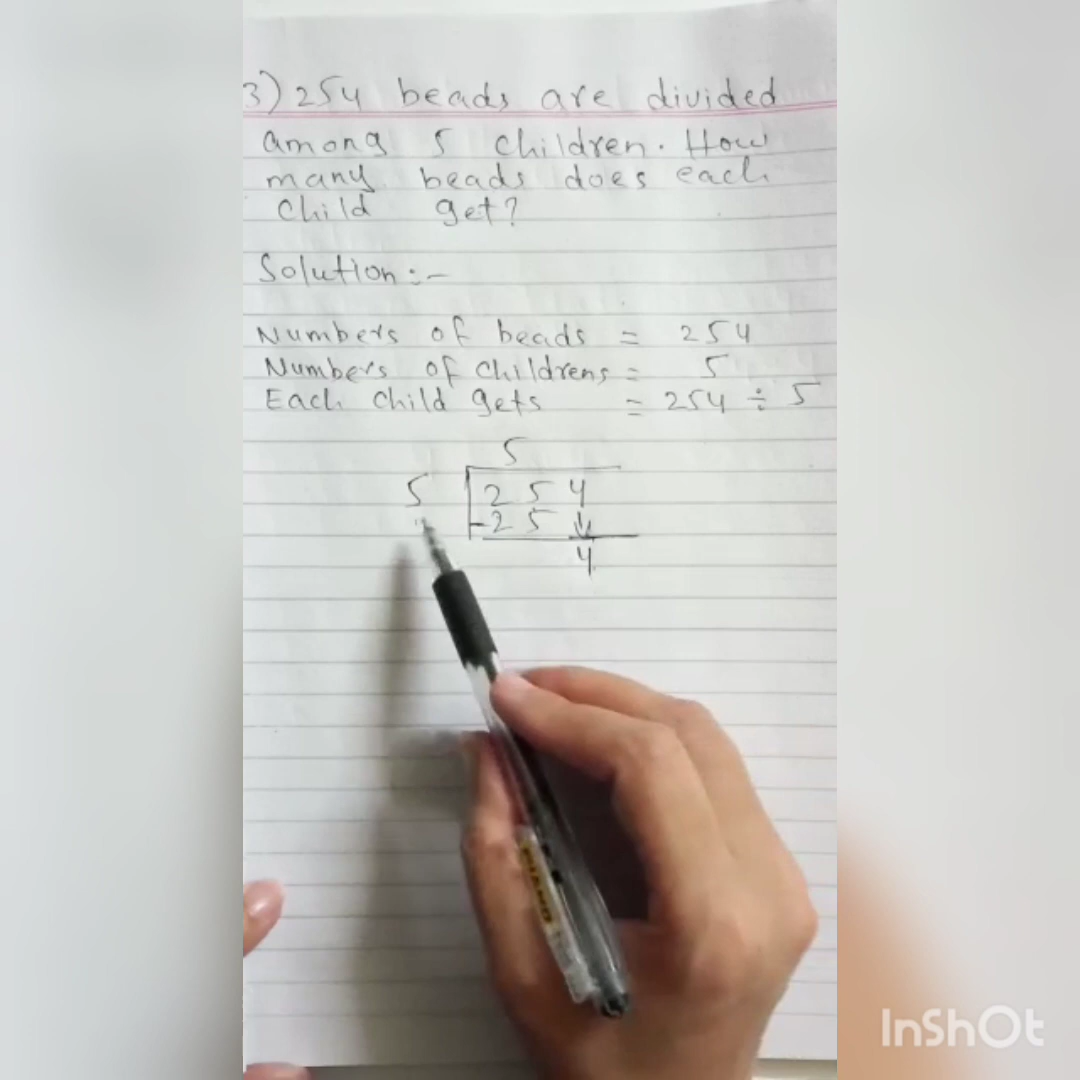 3) 254 beads are divided
among 5 children. How
many beads does each
child get?
Solution :-
Numbers of beads = 254
Numbers of childrens = 5
Each child gets = 254 ÷ 5
5
5 254
-25↓
4
InShOt